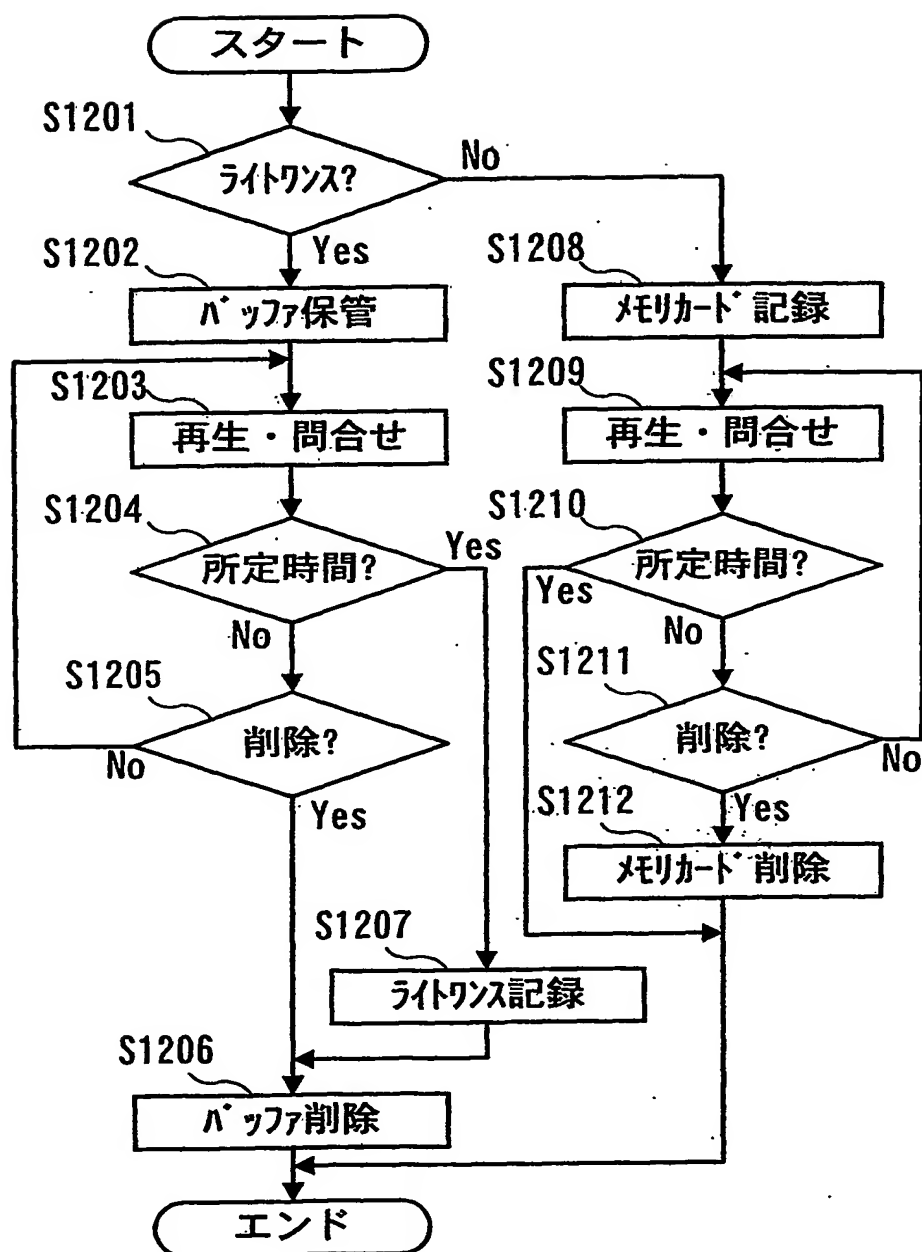 スタート
S1201
ライトワンス?
No
Yes
S1202
バッファ保管
S1203
再生・問合せ
S1204
所定時間?
Yes
No
S1205
削除?
No
Yes
S1207
ライトワンス記録
S1206
バッファ削除
S1208
メモリカード記録
S1209
再生・問合せ
S1210
所定時間?
Yes
No
S1211
削除?
No
Yes
S1212
メモリカード削除
エンド